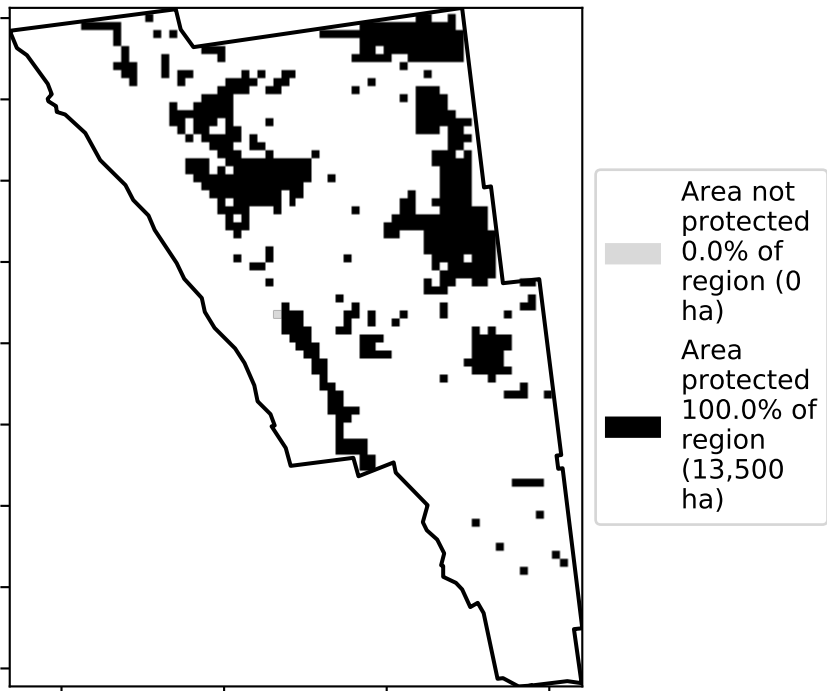 Area not
protected
0.0% of
region (0
ha)
Area
protected
100.0% of
region
(13,500
ha)